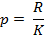 p = R/K